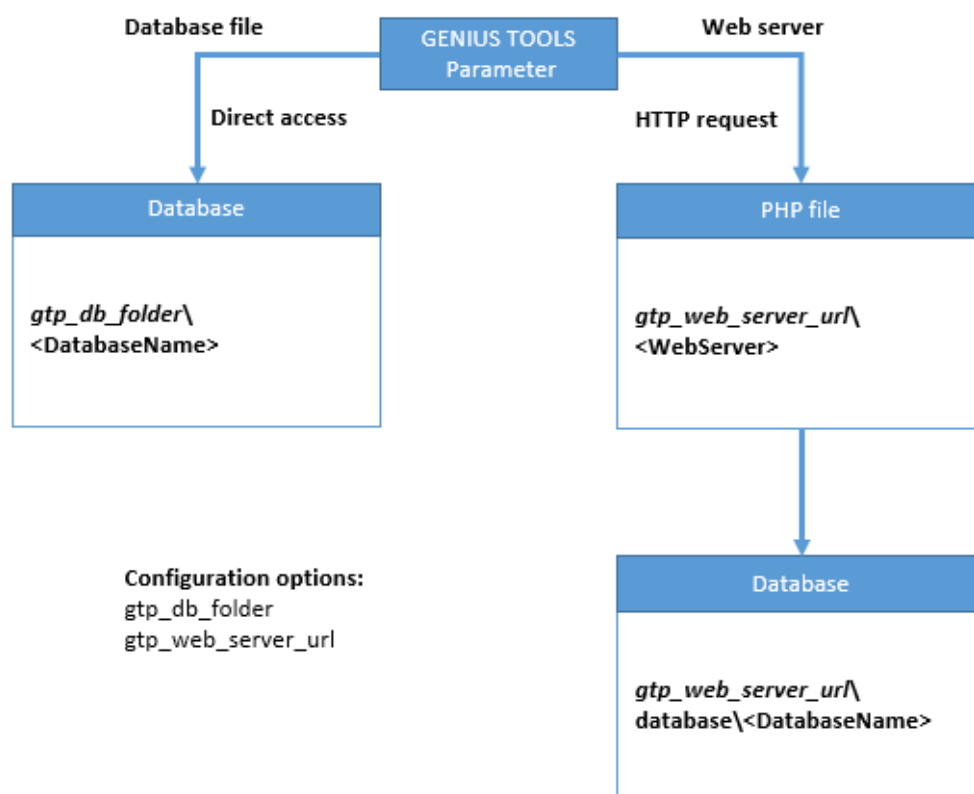 Database file
GENIUS TOOLS
Parameter
Web server
Direct access
HTTP request
Database
gtp_db_folder\
<DatabaseName>
PHP file
gtp_web_server_url\
<WebServer>
Configuration options:
gtp_db_folder
gtp_web_server_url
Database
gtp_web_server_url\
database\<DatabaseName>